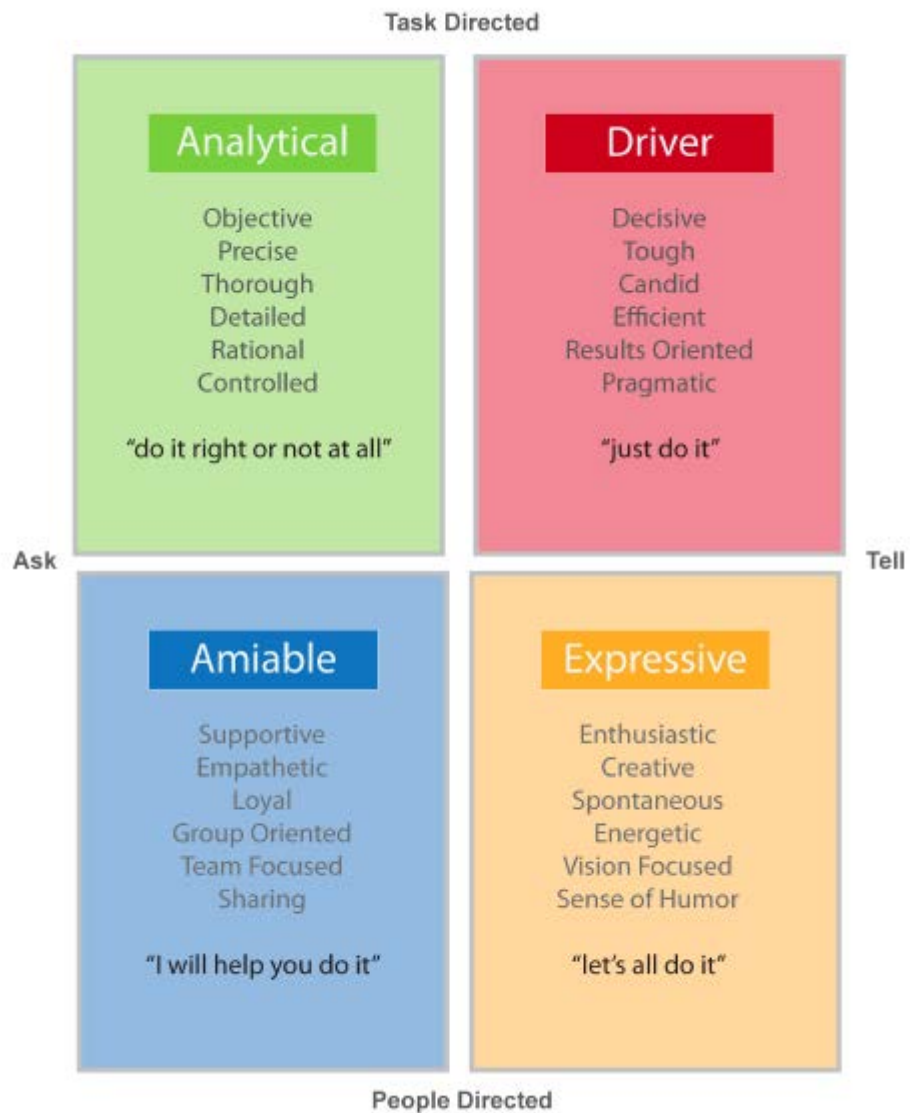 Task Directed
Analytical
Objective
Precise
Thorough
Detailed
Rational
Controlled
“do it right or not at all”
Driver
Decisive
Tough
Candid
Efficient
Results Oriented
Pragmatic
“just do it”
Ask
Tell
Amiable
Supportive
Empathetic
Loyal
Group Oriented
Team Focused
Sharing
“I will help you do it”
Expressive
Enthusiastic
Creative
Spontaneous
Energetic
Vision Focused
Sense of Humor
“let’s all do it”
People Directed